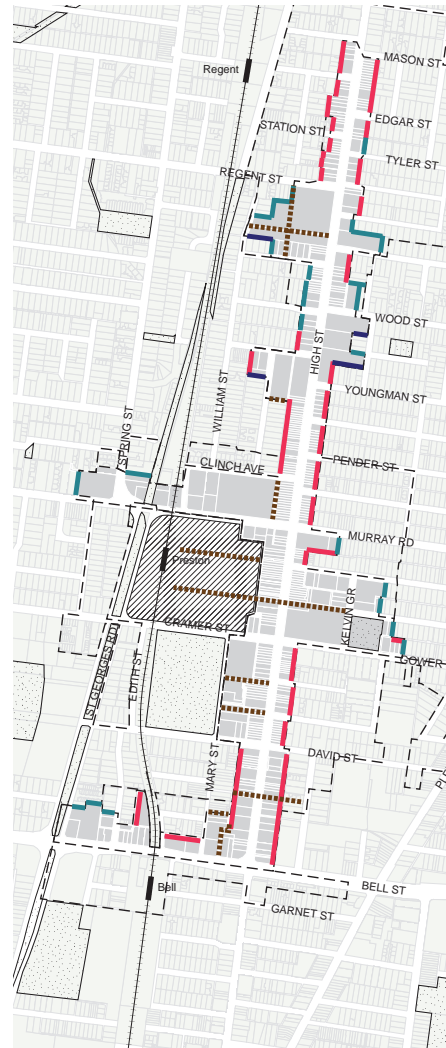 MASON ST
Regent
EDGAR ST
STATION ST
TYLER ST
REGENT ST
WOOD ST
HIGH ST
WILLIAM ST
YOUNGMAN ST
SPRING ST
PENDER ST
CLINCH AVE
MURRAY RD
Preston
KELVIN GR
CRAMER ST
GOWER
ST GEORGES RD
EDITH ST
MARY ST
DAVID ST
BELL ST
Bell
GARNET ST